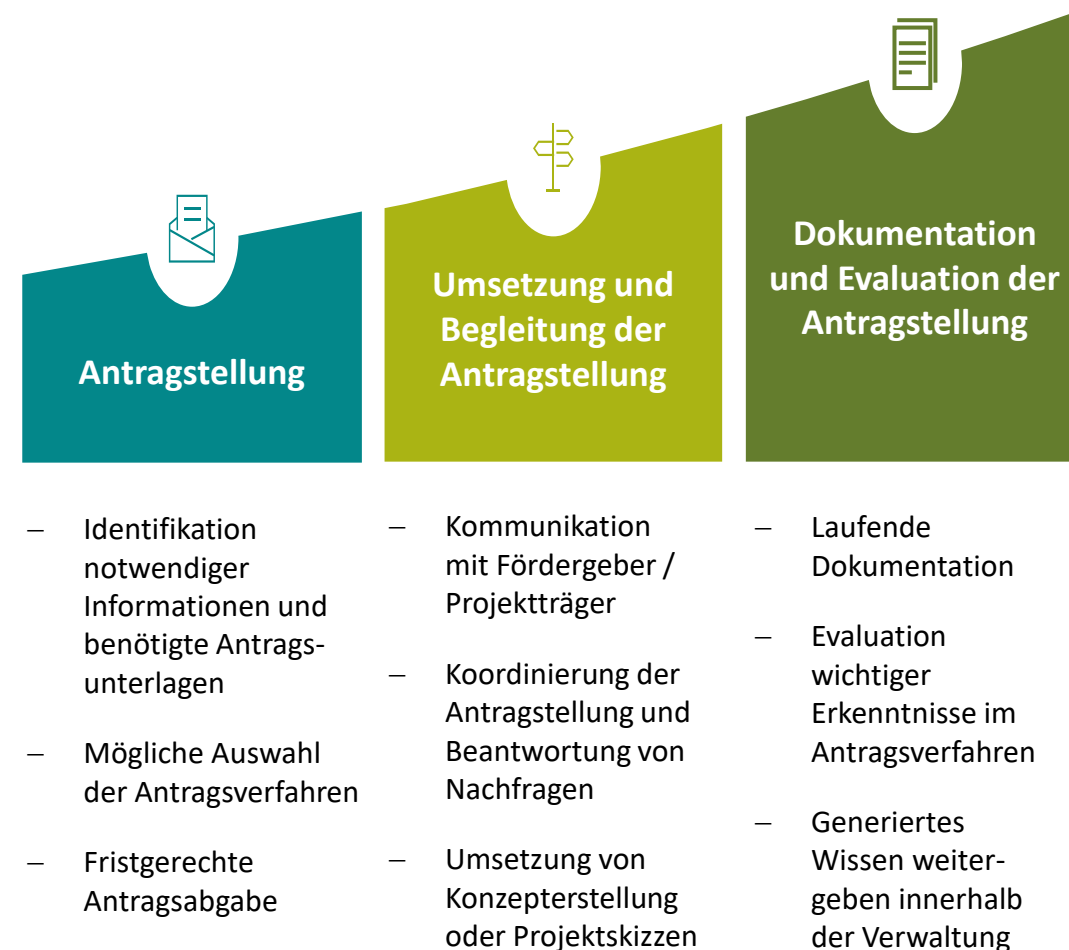 Antragstellung
– Identifikation
notwendiger
Informationen und
benötigte Antrags-
unterlagen
– Mögliche Auswahl
der Antragsverfahren
– Fristgerechte
Antragsabgabe
Umsetzung und
Begleitung der
Antragstellung
– Kommunikation
mit Fördergeber /
Projektträger
– Koordinierung der
Antragstellung und
Beantwortung von
Nachfragen
– Umsetzung von
Konzepterstellung
oder Projektskizzen
Dokumentation
und Evaluation der
Antragstellung
– Laufende
Dokumentation
– Evaluation
wichtiger
Erkenntnisse im
Antragsverfahren
– Generiertes
Wissen weiter-
geben innerhalb
der Verwaltung